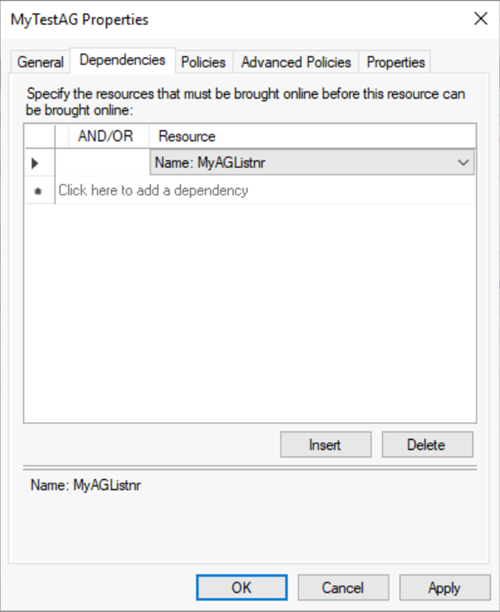 MyTestAG Properties
General Dependencies Policies Advanced Policies Properties
Specify the resources that must be brought online before this resource can
be brought online:
AND/OR Resource
Name: MyAGListnr
Click here to add a dependency
Insert Delete
Name: MyAGListnr
OK Cancel Apply